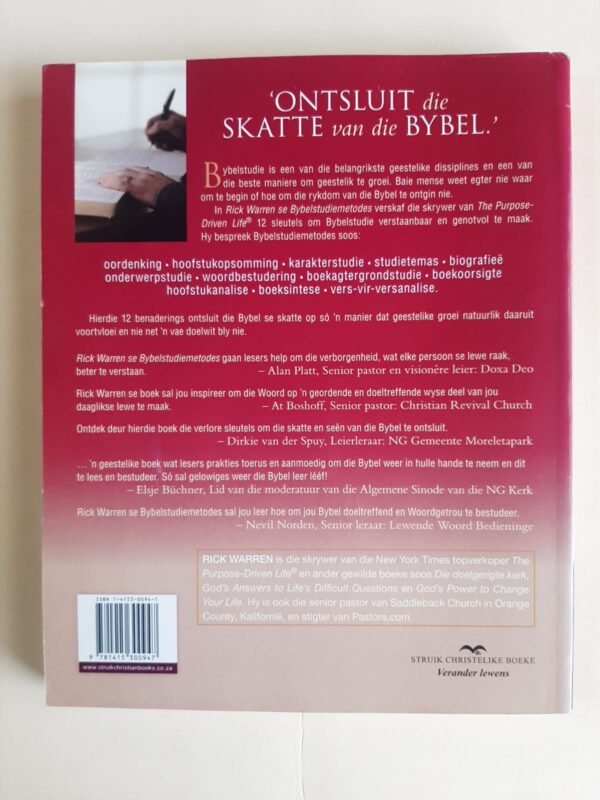 ‘ONTSLUIT die
SKATTE van die BYBEL.’
Bybelstudie is een van die belangrikste geestelike dissiplines en een van
die beste maniere om geestelik te groei. Baie mense weet egter nie waar
om te begin of hoe om die rykdom van die Bybel te ontgin nie.
In Rick Warren se Bybelstudiemetodes verskaf die skrywer van The Purpose-
Driven Life® 12 sleutels om Bybelstudie verstaanbaar en genotvol te maak.
Hy bespreek Bybelstudiemetodes soos:
oordenking • hoofstukopsomming • karakterstudie • studietemas • biografieë
onderwerpstudie • woordbestudering • boekagtergrondstudie • boekoorsigte
hoofstukanalise • boeksintese • vers-vir-versanalise.
Hierdie 12 benaderings ontsluit die Bybel se skatte op só 'n manier dat geestelike groei natuurlik daaruit
voortvloei en nie net 'n vae doelwit bly nie.
Rick Warren se Bybelstudiemetodes gaan lesers help om die verborgenheid, wat elke persoon se lewe raak,
beter te verstaan. – Alan Platt, Senior pastor en visionêre leier: Doxa Deo
Rick Warren se boek sal jou inspireer om die Woord op 'n geordende en doeltreffende wyse deel van jou
daaglikse lewe te maak. – At Boshoff, Senior pastor: Christian Revival Church
Ontdek deur hierdie boek die verlore sleutels om die skatte en seën van die Bybel te ontsluit.
– Dirkie van der Spuy, Leierleraar: NG Gemeente Moreletapark
… 'n geestelike boek wat lesers prakties toerus en aanmoedig om die Bybel weer in hulle hande te neem en dit
te lees en bestudeer. Só sal gelowiges weer die Bybel leer lééf!
– Elsje Büchner, Lid van die moderatuur van die Algemene Sinode van die NG Kerk
Rick Warren se Bybelstudiemetodes sal jou leer hoe om jou Bybel doeltreffend en Woordgetrou te bestudeer.
– Nevil Norden, Senior leraar: Lewende Woord Bedieninge
RICK WARREN is die skrywer van die New York Times topverkoper The
Purpose-Driven Life® en ander gewilde boeke soos Die doelgerigte kerk,
God's Answers to Life's Difficult Questions en God's Power to Change
Your Life. Hy is ook die senior pastor van Saddleback Church in Orange
County, Kalifornië, en stigter van Pastors.com.
ISBN 1-4153-0094-1
9 781415 300947
www.struikchristianbooks.co.za
STRUIK CHRISTELIKE BOEKE
Verander lewens